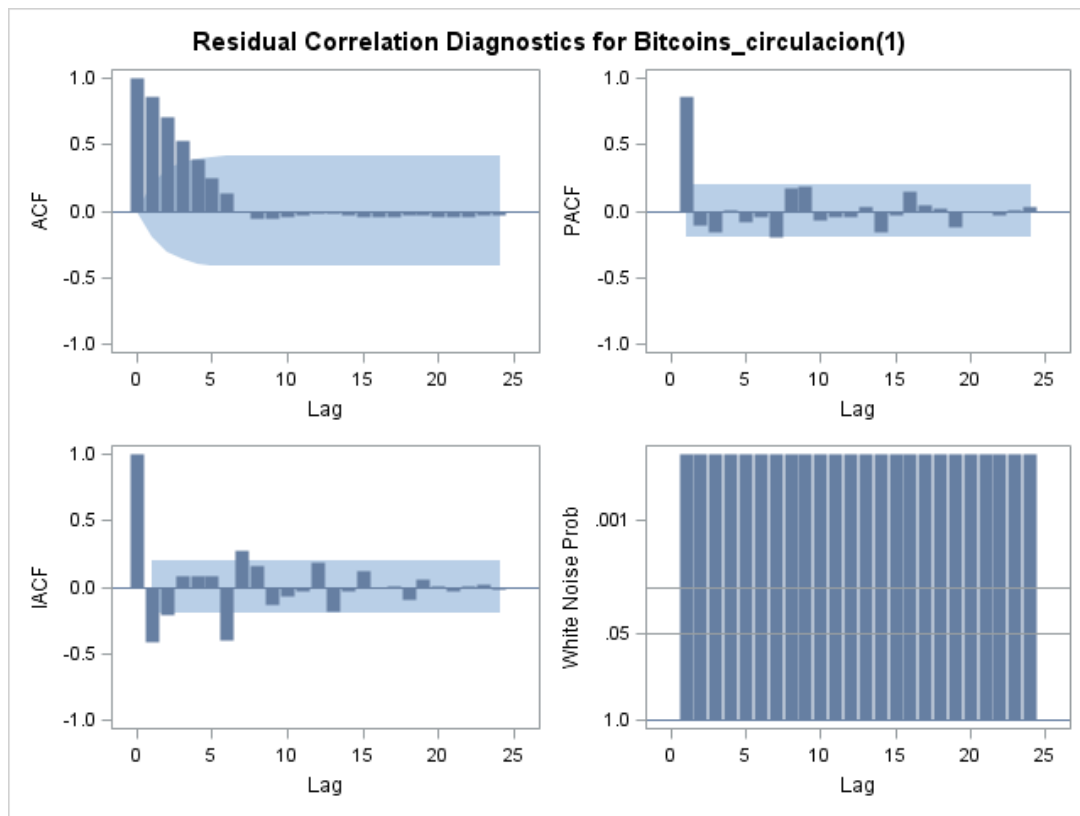 Residual Correlation Diagnostics for Bitcoins_circulacion(1)
1.0
0.5
0.0
-0.5
-1.0
ACF
0 5 10 15 20 25
Lag
1.0
0.5
0.0
-0.5
-1.0
PACF
0 5 10 15 20 25
Lag
1.0
0.5
0.0
-0.5
-1.0
IACF
0 5 10 15 20 25
Lag
.001
.05
1.0
White Noise Prob
0 5 10 15 20 25
Lag